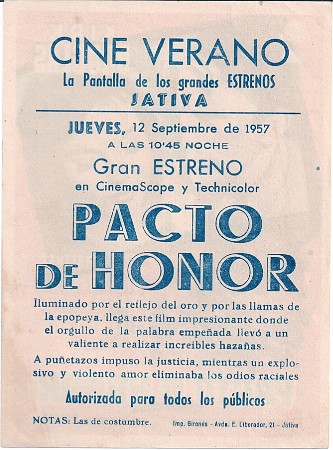 CINE VERANO
La Pantalla de los grandes ESTRENOS
JATIVA
JUEVES, 12 Septiembre de 1957
A LAS 10'45 NOCHE
Gran ESTRENO
en CinemaScope y Technicolor
PACTO
DE HONOR
Iluminado por el reflejo del oro y por las llamas de
la epopeya, llega este film impresionante donde
el orgullo de la palabra empeñada llevó a un
valiente a realizar increíbles hazañas.
A puñetazos impuso la justicia, mientras un explo-
sivo y violento amor eliminaba los odios raciales
Autorizada para todos los públicos
NOTAS: Las de costumbre.
Imp. Gironés - Avda. E. Liberador, 21 - Játiva